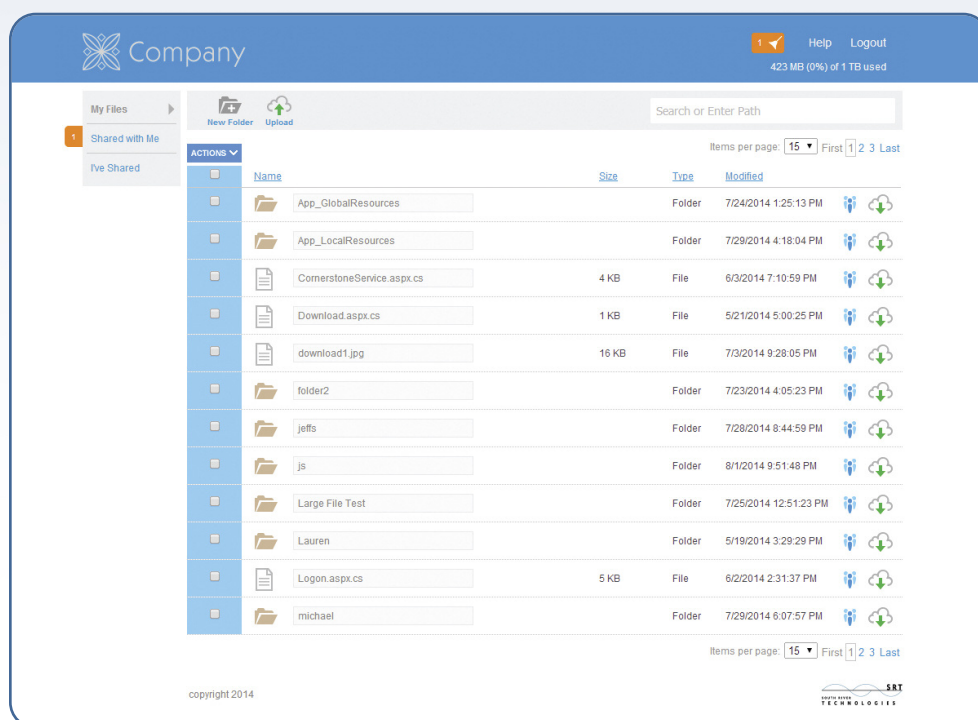 Company
1 Help Logout
423 MB (0%) of 1 TB used
My Files
1 Shared with Me
I've Shared
New Folder Upload
Search or Enter Path
ACTIONS
Items per page: 15 First 1 2 3 Last
Name Size Type Modified
App_GlobalResources Folder 7/24/2014 1:25:13 PM
App_LocalResources Folder 7/29/2014 4:18:04 PM
CornerstoneService.aspx.cs 4 KB File 6/3/2014 7:10:59 PM
Download.aspx.cs 1 KB File 5/21/2014 5:00:25 PM
download1.jpg 16 KB File 7/3/2014 9:28:05 PM
folder2 Folder 7/23/2014 4:05:23 PM
jeffs Folder 7/28/2014 8:44:59 PM
js Folder 8/1/2014 9:51:48 PM
Large File Test Folder 7/25/2014 12:51:23 PM
Lauren Folder 5/19/2014 3:29:29 PM
Logon.aspx.cs 5 KB File 6/2/2014 2:31:37 PM
michael Folder 7/29/2014 6:07:57 PM
Items per page: 15 First 1 2 3 Last
copyright 2014
SRT
SOUTH RIVER
TECHNOLOGIES